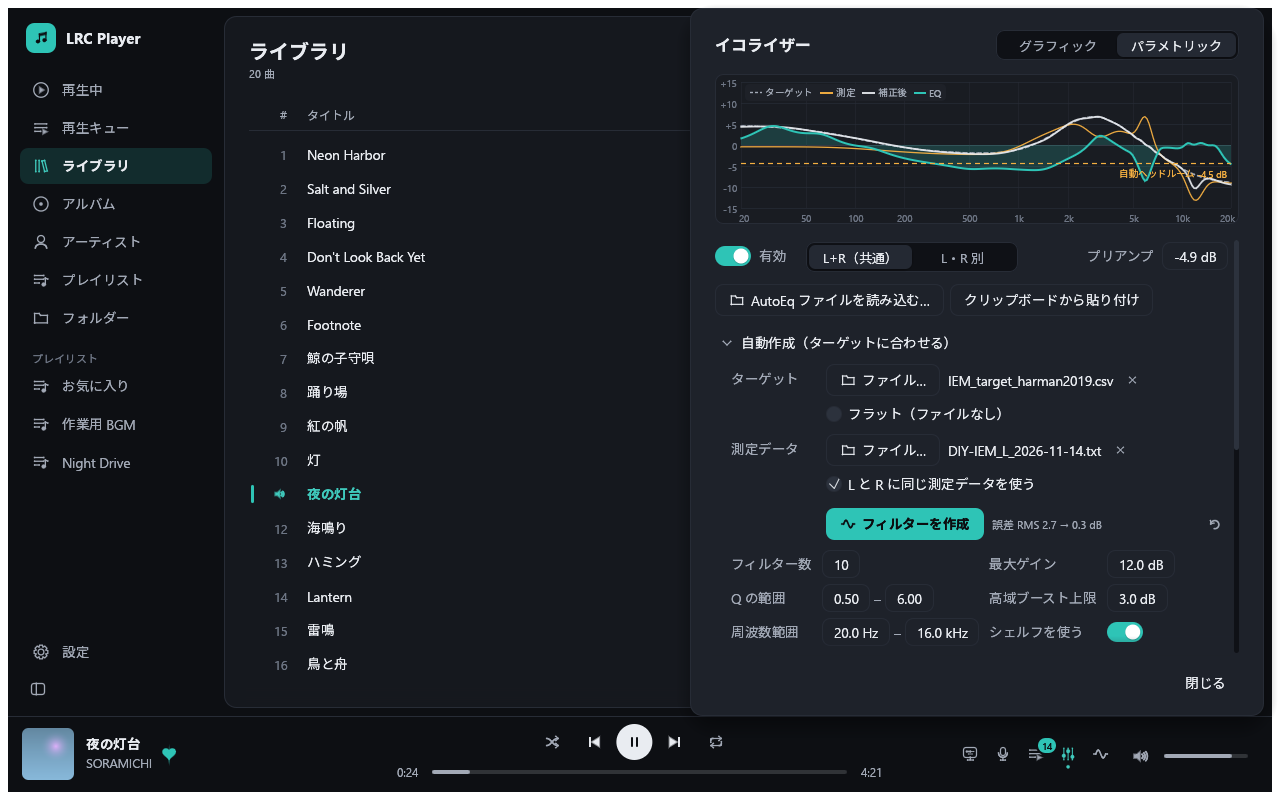 LRC Player
再生中
再生キュー
ライブラリ
アルバム
アーティスト
プレイリスト
フォルダー
プレイリスト
お気に入り
作業用 BGM
Night Drive
設定
ライブラリ
20 曲
# タイトル
1 Neon Harbor
2 Salt and Silver
3 Floating
4 Don't Look Back Yet
5 Wanderer
6 Footnote
7 鯨の子守唄
8 踊り場
9 紅の帆
10 灯
夜の灯台
12 海鳴り
13 ハミング
14 Lantern
15 雷鳴
16 鳥と舟
イコライザー
グラフィック パラメトリック
ターゲット 測定 補正後 EQ
+15
+10
+5
0
-5
-10
-15
自動ヘッドルーム -4.5 dB
20 50 100 200 500 1k 2k 5k 10k 20k
有効 L+R（共通） L・R 別 プリアンプ -4.9 dB
AutoEq ファイルを読み込む... クリップボードから貼り付け
自動作成（ターゲットに合わせる）
ターゲット ファイル... IEM_target_harman2019.csv ×
フラット（ファイルなし）
測定データ ファイル... DIY-IEM_L_2026-11-14.txt ×
L と R に同じ測定データを使う
フィルターを作成 誤差 RMS 2.7 → 0.3 dB
フィルター数 10 最大ゲイン 12.0 dB
Q の範囲 0.50 – 6.00 高域ブースト上限 3.0 dB
周波数範囲 20.0 Hz – 16.0 kHz シェルフを使う
閉じる
夜の灯台
SORAMICHI
0:24 4:21
14